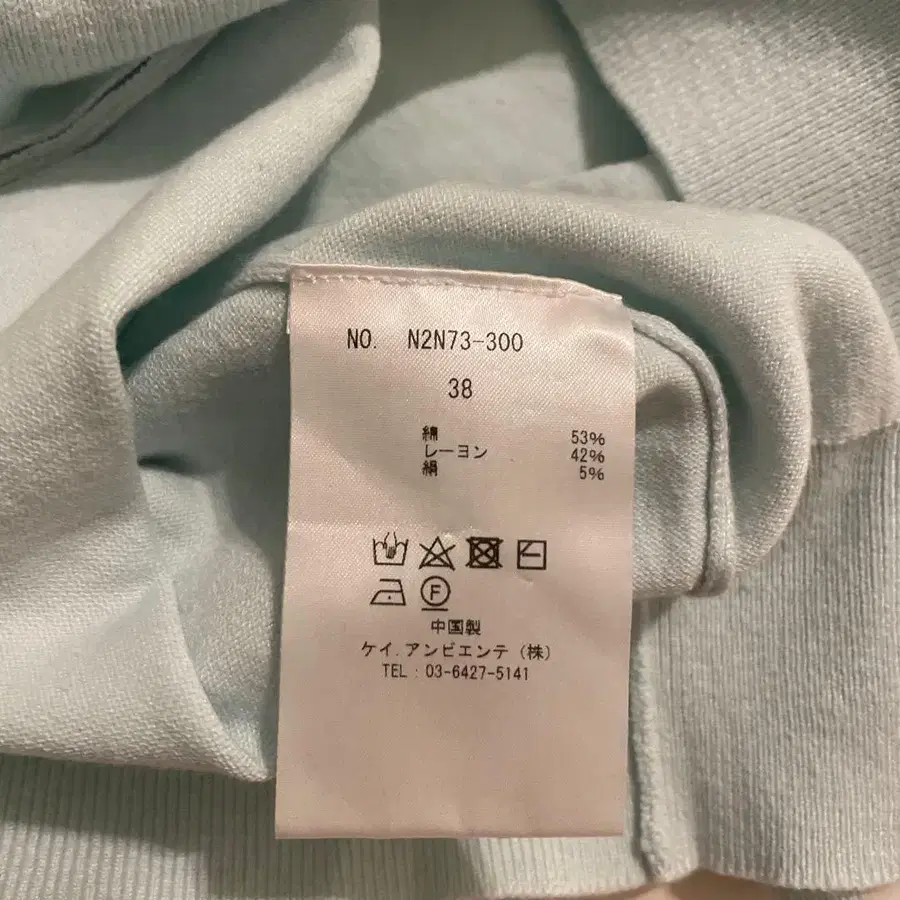 NO. N2N73-300
38
綿 53%
レーヨン 42%
絹 5%
F
中国製
ケイ.アンビエンテ（株）
TEL : 03-6427-5141